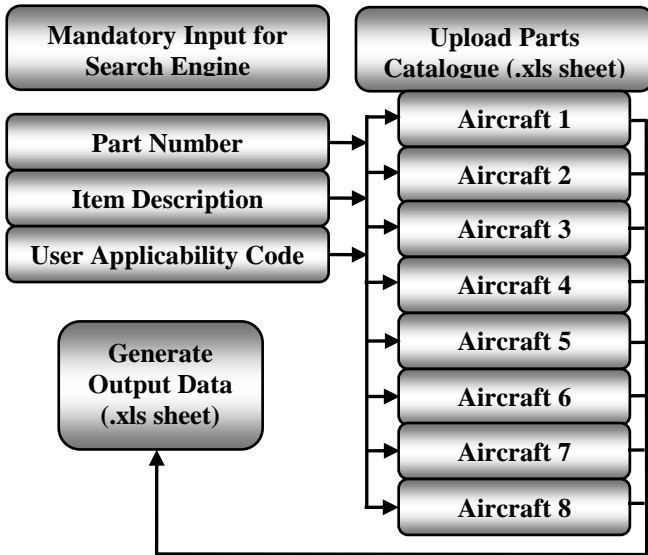 Mandatory Input for
Search Engine
Upload Parts
Catalogue (.xls sheet)
Part Number
Item Description
User Applicability Code
Aircraft 1
Aircraft 2
Aircraft 3
Aircraft 4
Aircraft 5
Aircraft 6
Aircraft 7
Aircraft 8
Generate
Output Data
(.xls sheet)